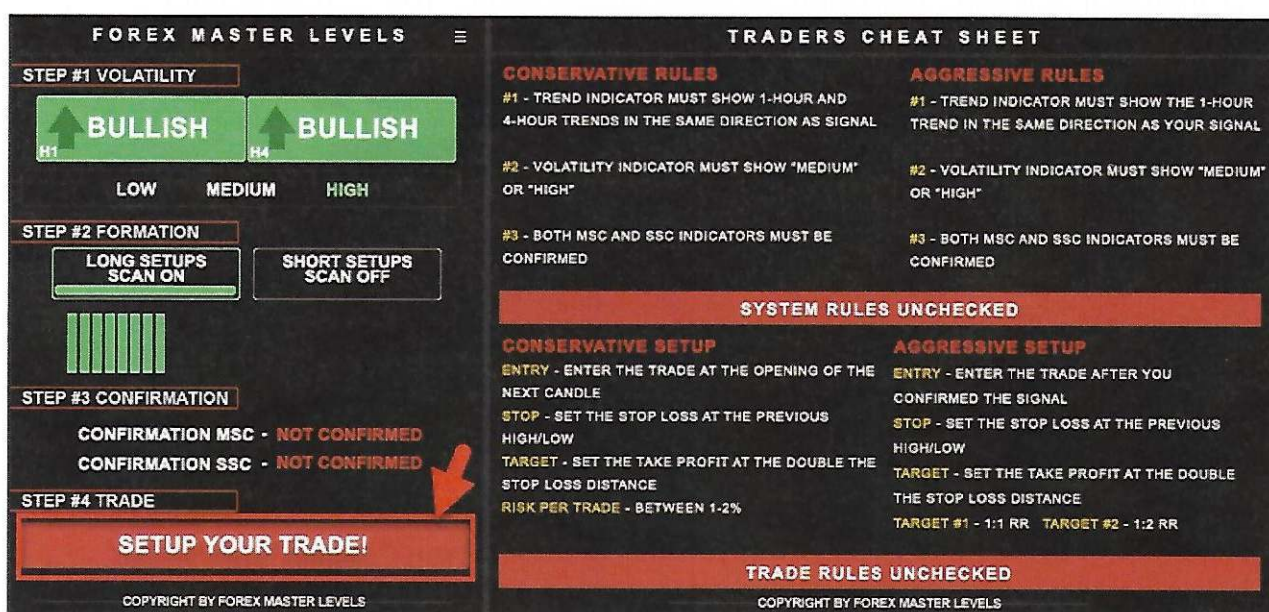 FOREX MASTER LEVELS
STEP #1 VOLATILITY
BULLISH
H1
BULLISH
H4
LOW MEDIUM HIGH
STEP #2 FORMATION
LONG SETUPS
SCAN ON
SHORT SETUPS
SCAN OFF
STEP #3 CONFIRMATION
CONFIRMATION MSC - NOT CONFIRMED
CONFIRMATION SSC - NOT CONFIRMED
STEP #4 TRADE
SETUP YOUR TRADE!
COPYRIGHT BY FOREX MASTER LEVELS
TRADERS CHEAT SHEET
CONSERVATIVE RULES
#1 - TREND INDICATOR MUST SHOW 1-HOUR AND
4-HOUR TRENDS IN THE SAME DIRECTION AS SIGNAL
#2 - VOLATILITY INDICATOR MUST SHOW "MEDIUM"
OR "HIGH"
#3 - BOTH MSC AND SSC INDICATORS MUST BE
CONFIRMED
AGGRESSIVE RULES
#1 - TREND INDICATOR MUST SHOW THE 1-HOUR
TREND IN THE SAME DIRECTION AS YOUR SIGNAL
#2 - VOLATILITY INDICATOR MUST SHOW "MEDIUM"
OR "HIGH"
#3 - BOTH MSC AND SSC INDICATORS MUST BE
CONFIRMED
SYSTEM RULES UNCHECKED
CONSERVATIVE SETUP
ENTRY - ENTER THE TRADE AT THE OPENING OF THE
NEXT CANDLE
STOP - SET THE STOP LOSS AT THE PREVIOUS
HIGH/LOW
TARGET - SET THE TAKE PROFIT AT THE DOUBLE THE
STOP LOSS DISTANCE
RISK PER TRADE - BETWEEN 1-2%
AGGRESSIVE SETUP
ENTRY - ENTER THE TRADE AFTER YOU
CONFIRMED THE SIGNAL
STOP - SET THE STOP LOSS AT THE PREVIOUS
HIGH/LOW
TARGET - SET THE TAKE PROFIT AT THE DOUBLE
THE STOP LOSS DISTANCE
TARGET #1 - 1:1 RR TARGET #2 - 1:2 RR
TRADE RULES UNCHECKED
COPYRIGHT BY FOREX MASTER LEVELS